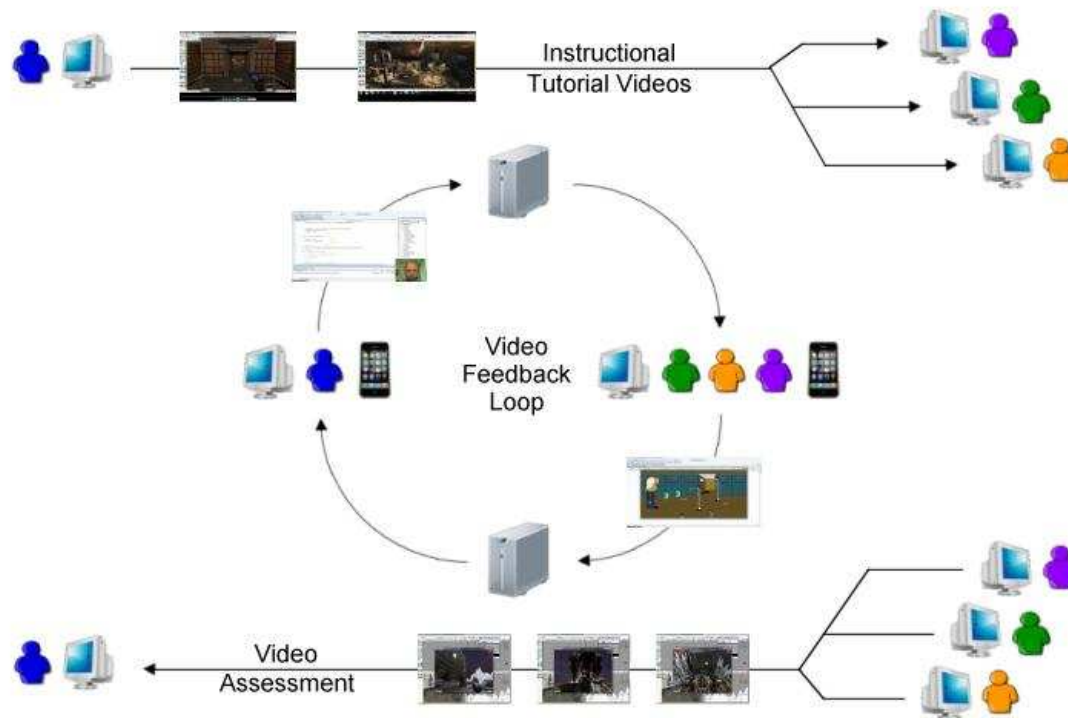 Instructional
Tutorial Videos
Video
Feedback
Loop
Video
Assessment